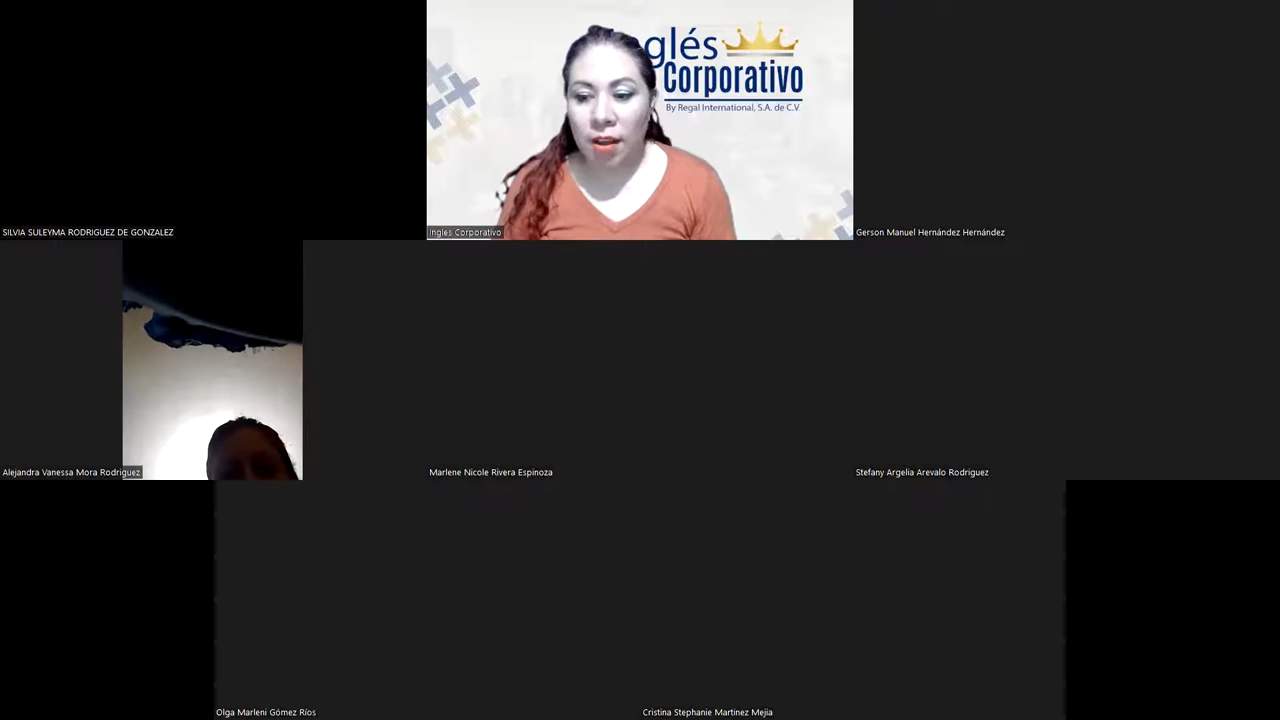 glés
Corporativo
By Regal International, S.A. de C.V.
SILVIA SULEYMA RODRIGUEZ DE GONZALEZ
Ingles Corporativo
Gerson Manuel Hernández Hernández
Alejandra Vanessa Mora Rodriguez
Marlene Nicole Rivera Espinoza
Stefany Argelia Arevalo Rodriguez
Olga Marleni Gómez Ríos
Cristina Stephanie Martinez Mejia